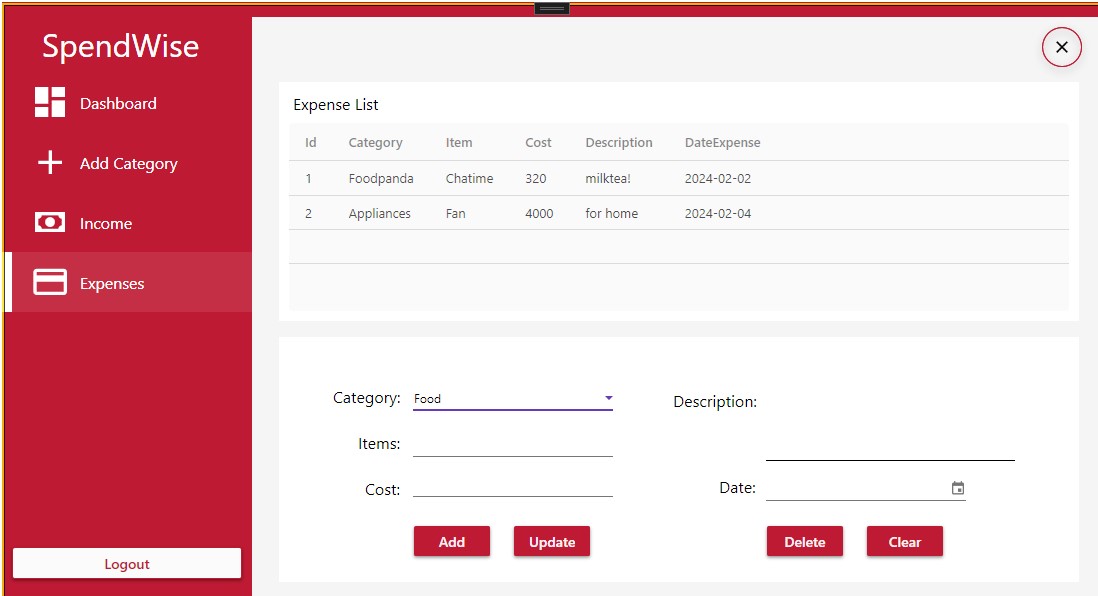 SpendWise
Dashboard
Add Category
Income
Expenses
Logout
Expense List
Id Category Item Cost Description DateExpense
1 Foodpanda Chatime 320 milktea! 2024-02-02
2 Appliances Fan 4000 for home 2024-02-04
Category: Food
Description:
Items:
Cost:
Date:
Add Update Delete Clear